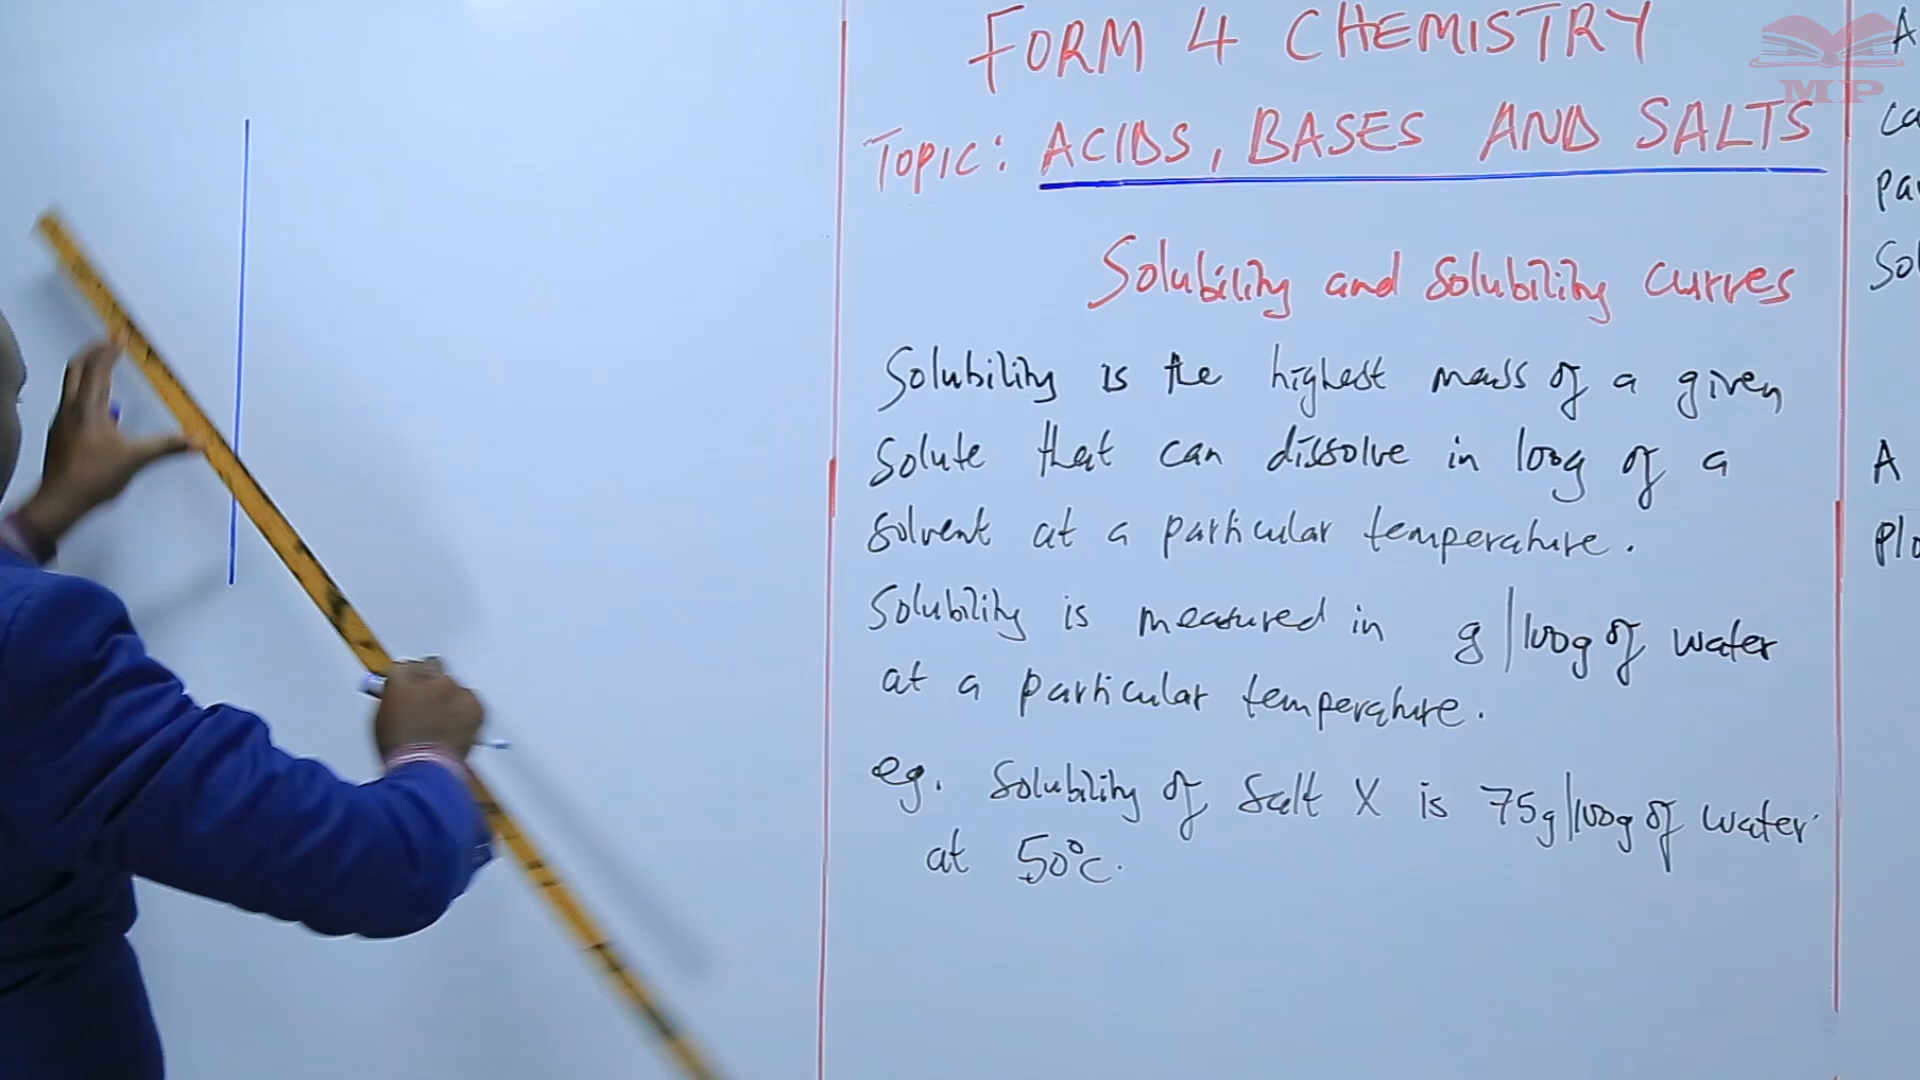 FORM 4 CHEMISTRY
TOPIC: ACIDS, BASES AND SALTS
Solubility and solubility curves
Solubility is the highest mass of a given
solute that can dissolve in 100g of a
solvent at a particular temperature.
Solubility is measured in g/100g of water
at a particular temperature.
eg. Solubility of Salt X is 75g/100g of water
at 50°C.
MP
A
A